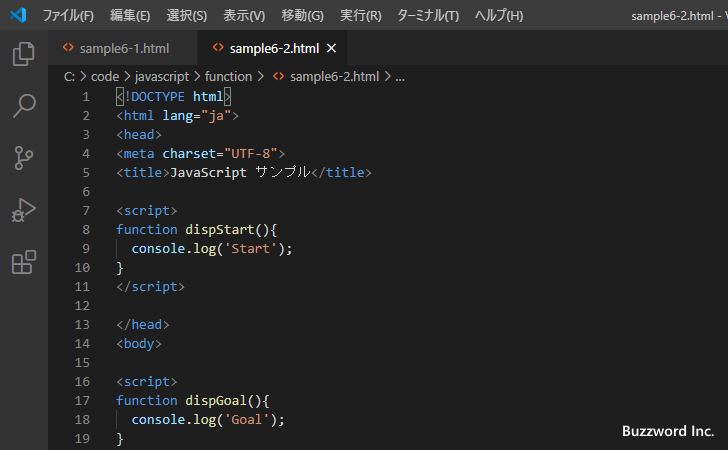 ファイル(F) 編集(E) 選択(S) 表示(V) 移動(G) 実行(R) ターミナル(T) ヘルプ(H) sample6-2.html - V
sample6-1.html sample6-2.html
C: > code > javascript > function > sample6-2.html > ...
1 <!DOCTYPE html>
2 <html lang="ja">
3 <head>
4 <meta charset="UTF-8">
5 <title>JavaScript サンプル</title>
6
7 <script>
8 function dispStart(){
9 console.log('Start');
10 }
11 </script>
12
13 </head>
14 <body>
15
16 <script>
17 function dispGoal(){
18 console.log('Goal');
19 }
Buzzword Inc.